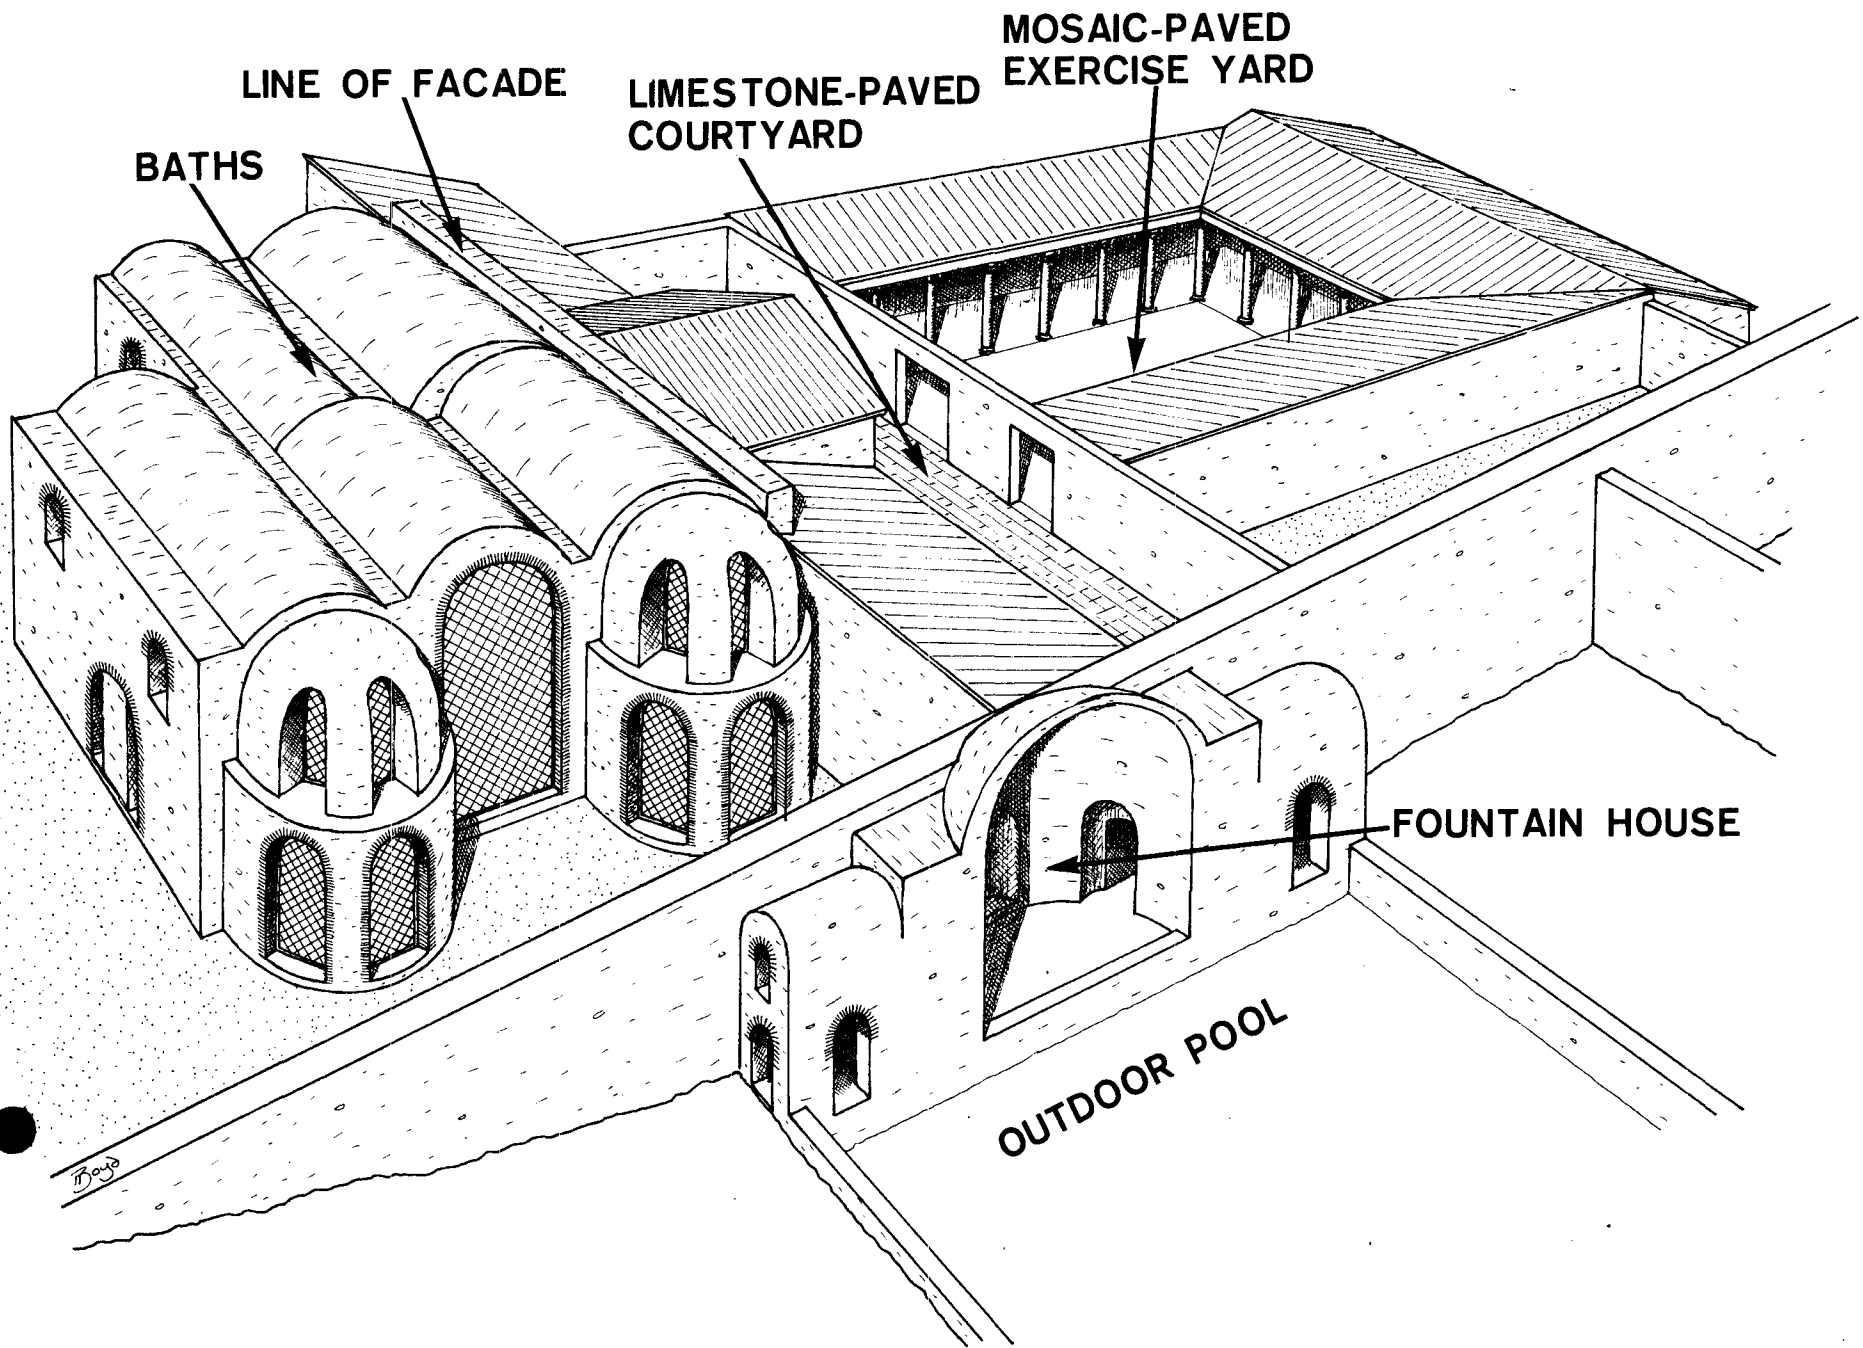 MOSAIC-PAVED
EXERCISE YARD
LINE OF FACADE
LIMESTONE-PAVED
COURTYARD
BATHS
FOUNTAIN HOUSE
OUTDOOR POOL
Boyd